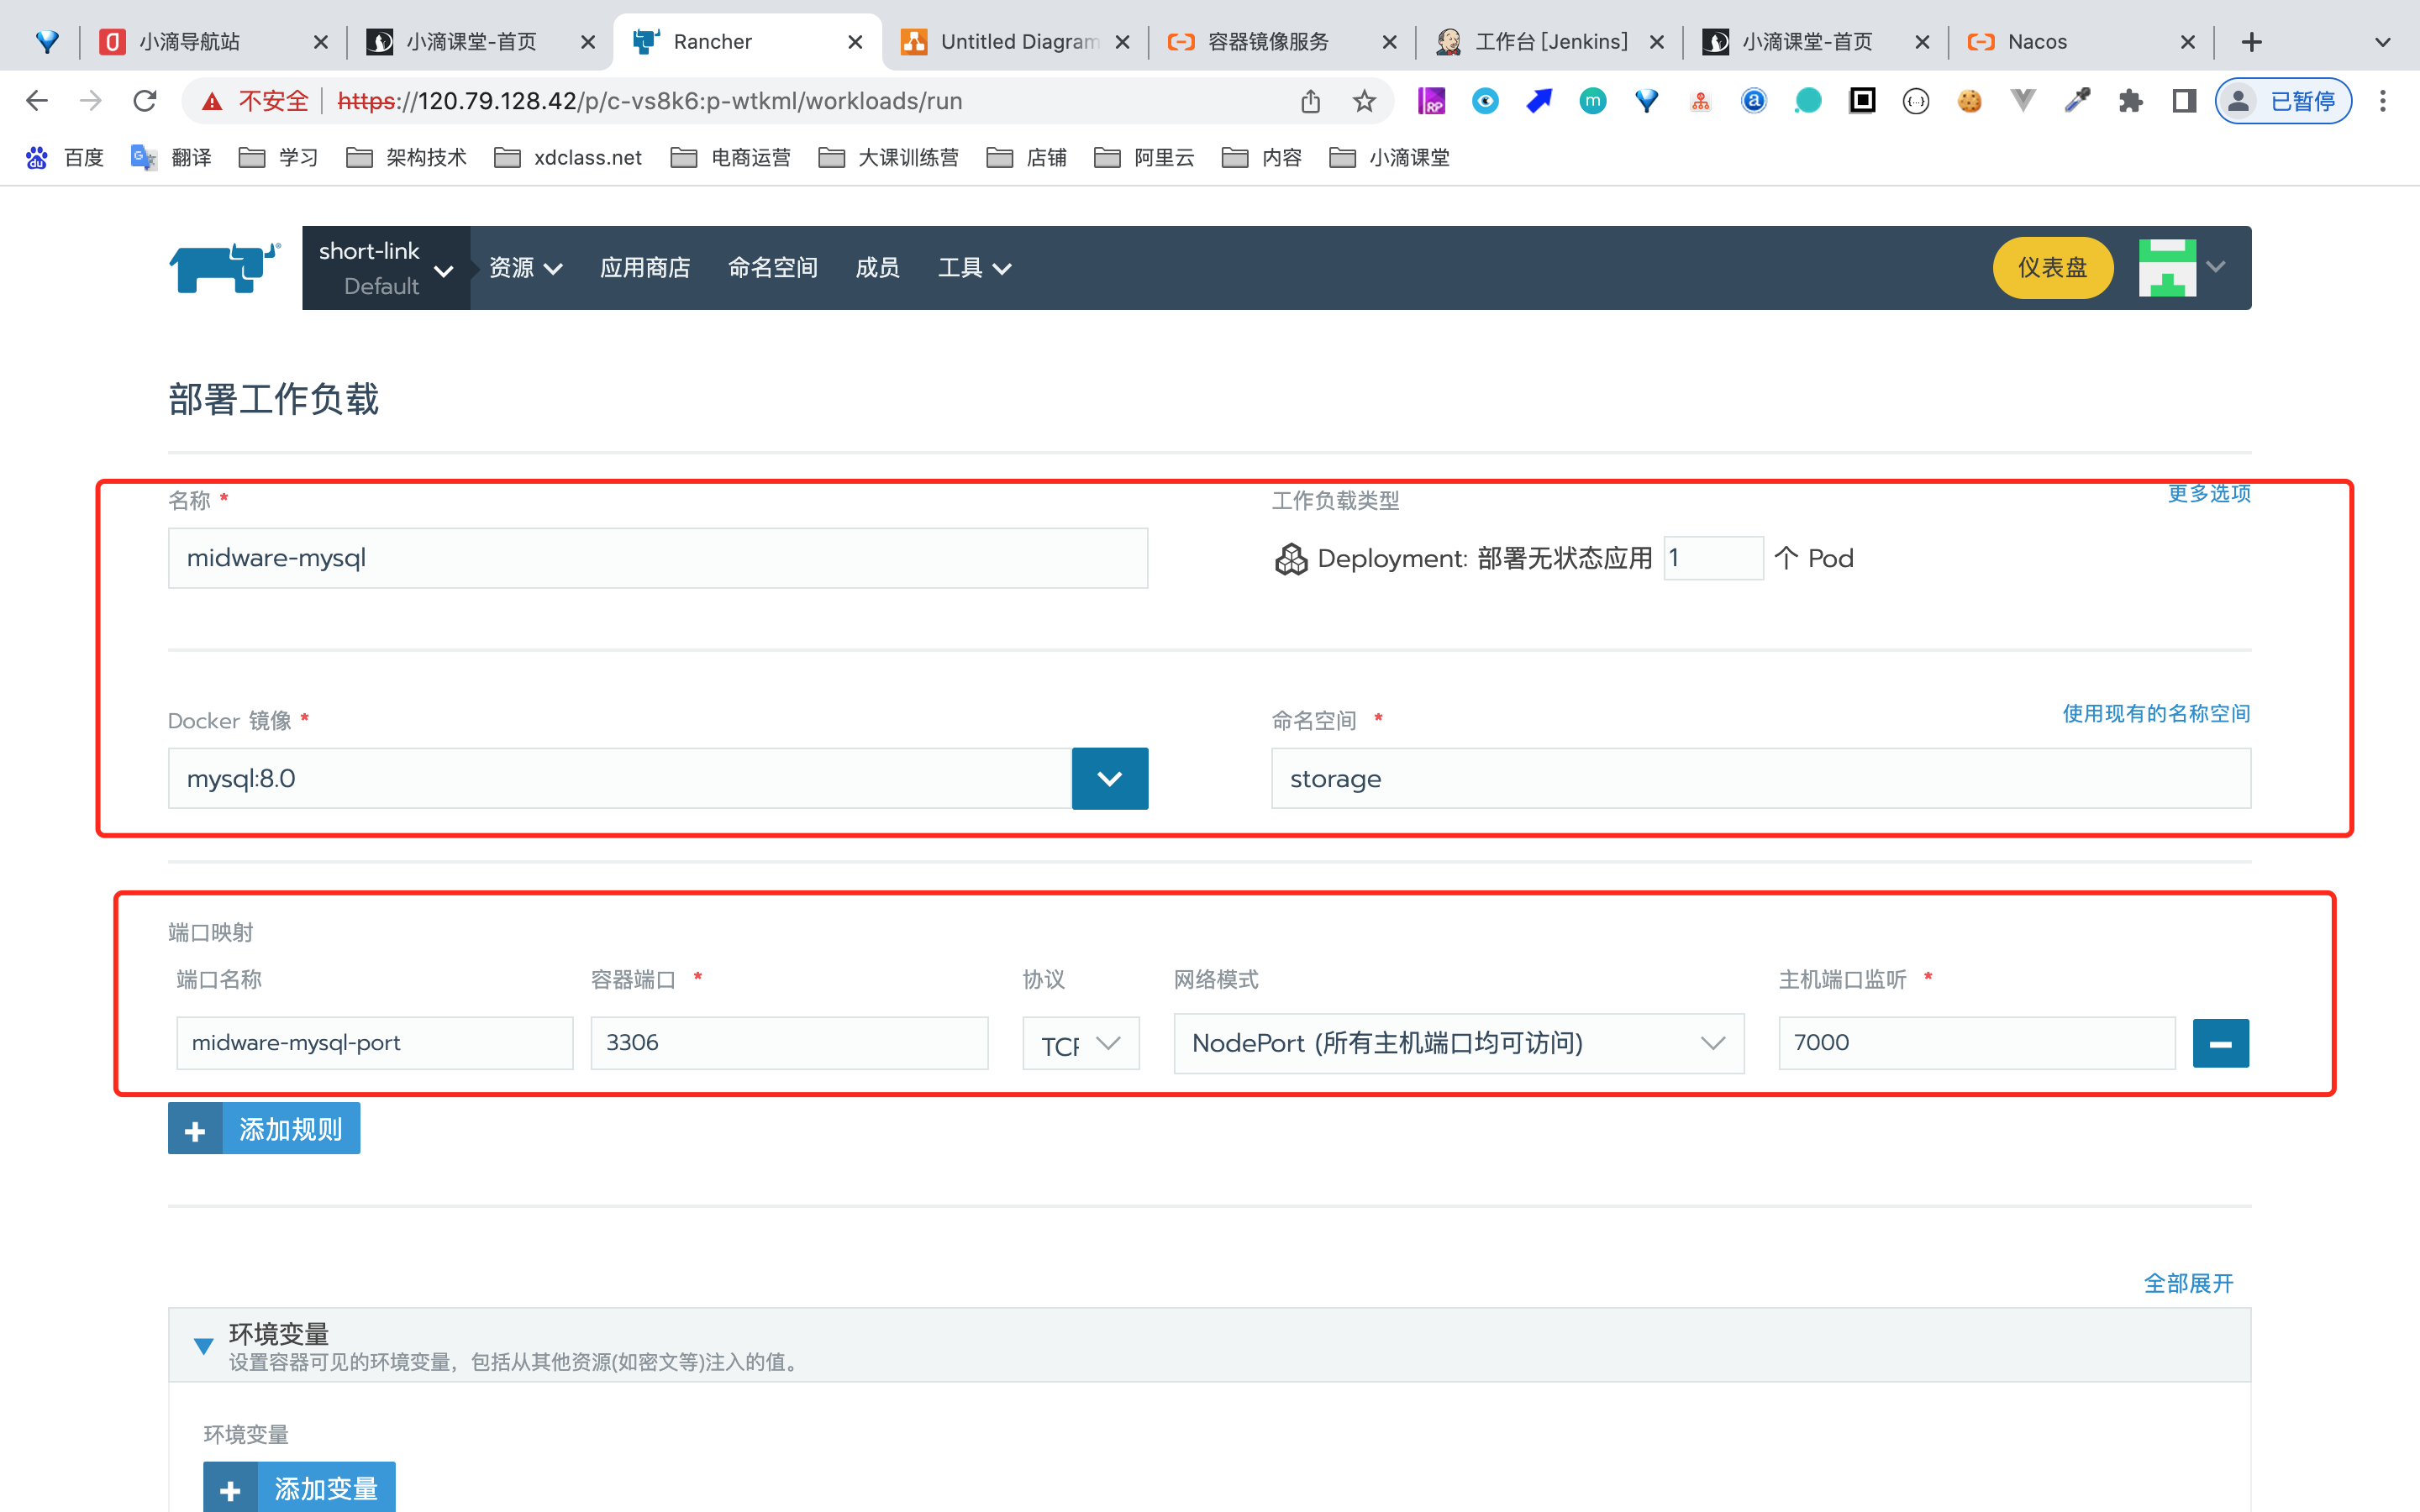 小滴导航站
小滴课堂-首页
Rancher
Untitled Diagram
容器镜像服务
工作台 [Jenkins]
小滴课堂-首页
Nacos
不安全 https://120.79.128.42/p/c-vs8k6:p-wtkml/workloads/run
已暂停
百度 翻译 学习 架构技术 xdclass.net 电商运营 大课训练营 店铺 阿里云 内容 小滴课堂
short-link
Default
资源 应用商店 命名空间 成员 工具 仪表盘
部署工作负载
名称 *
工作负载类型
更多选项
midware-mysql
Deployment: 部署无状态应用 1 个 Pod
Docker 镜像 *
命名空间 *
使用现有的名称空间
mysql:8.0
storage
端口映射
端口名称 容器端口 * 协议 网络模式 主机端口监听 *
midware-mysql-port 3306 TCP NodePort (所有主机端口均可访问) 7000
添加规则
全部展开
环境变量
设置容器可见的环境变量，包括从其他资源(如密文等)注入的值。
环境变量
添加变量